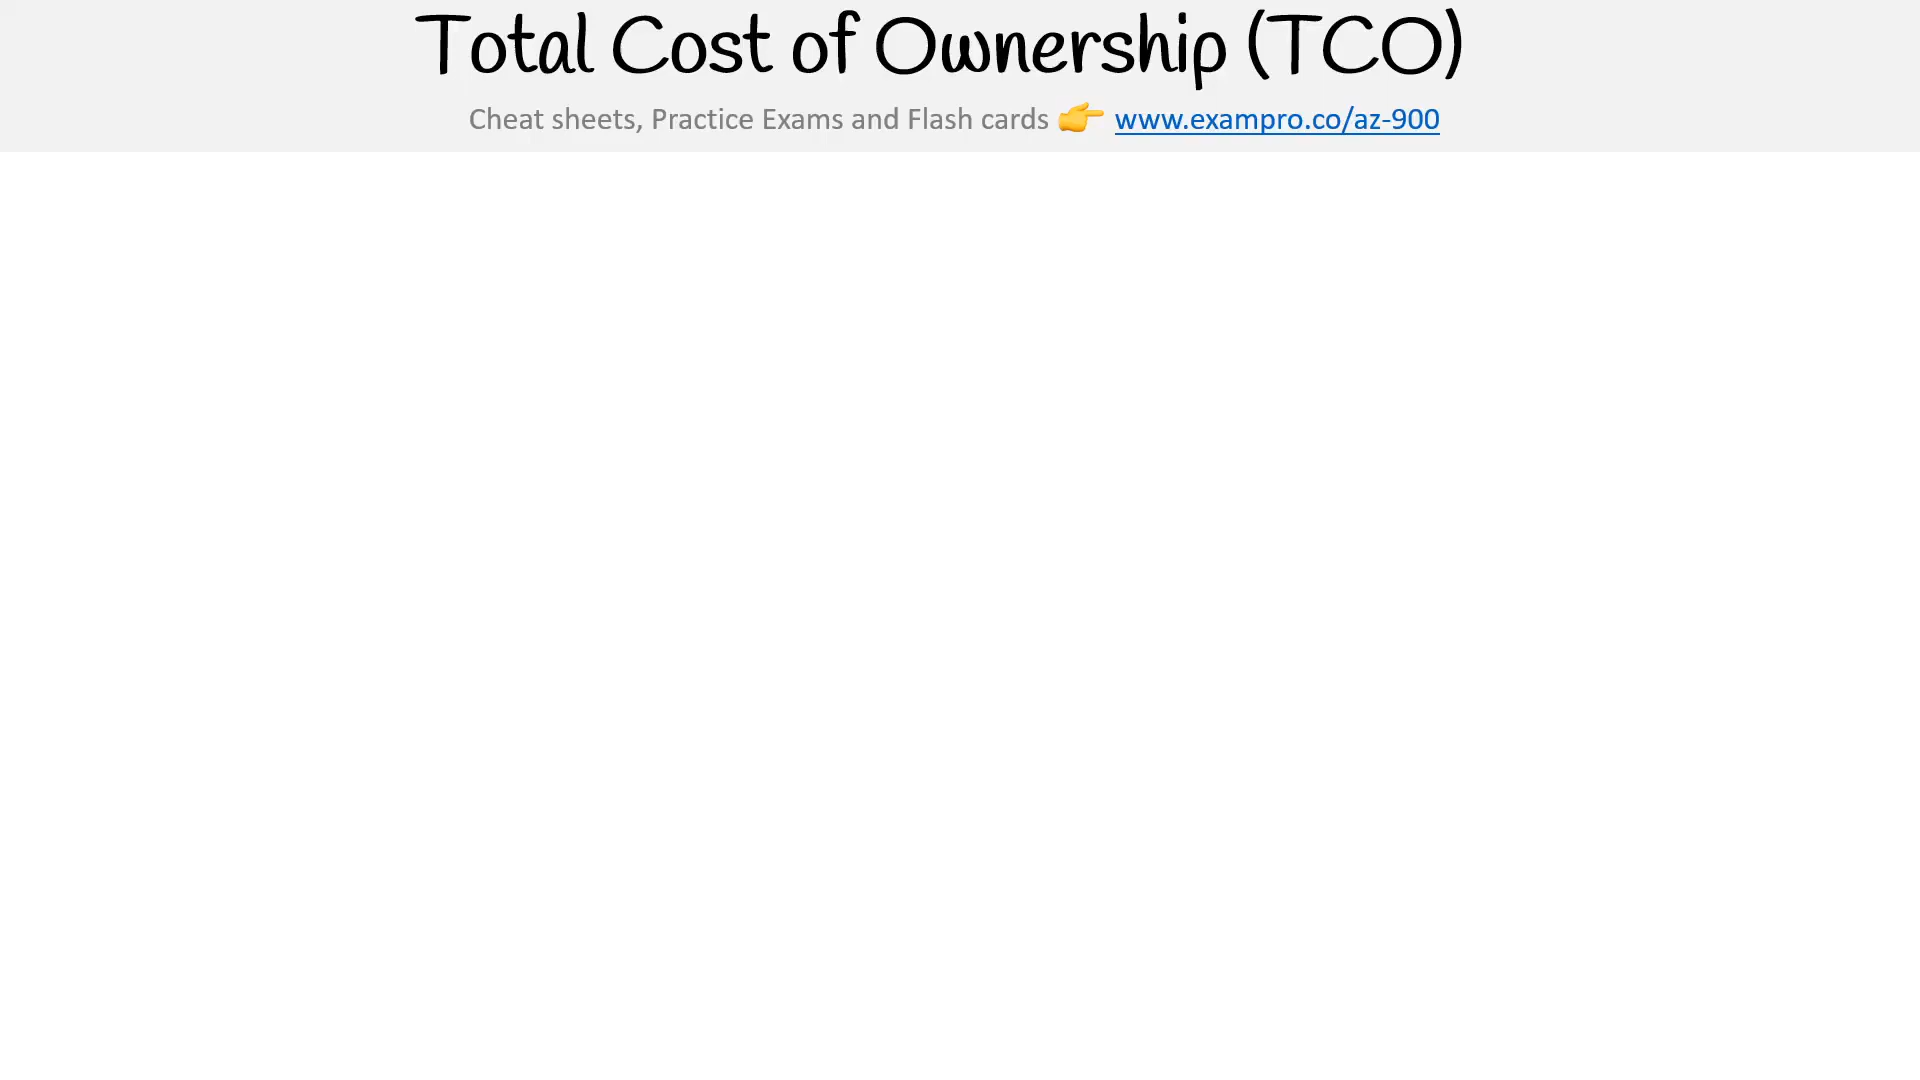 Total Cost of Ownership (TCO)
Cheat sheets, Practice Exams and Flash cards 👉 www.exampro.co/az-900